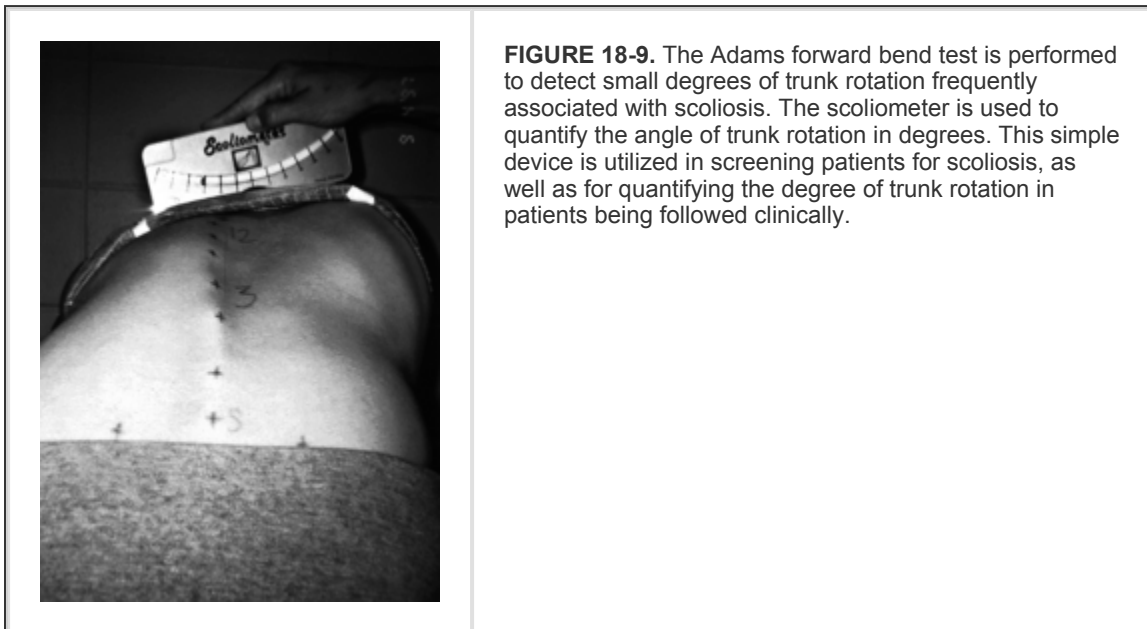 FIGURE 18-9. The Adams forward bend test is performed
to detect small degrees of trunk rotation frequently
associated with scoliosis. The scoliometer is used to
quantify the angle of trunk rotation in degrees. This simple
device is utilized in screening patients for scoliosis, as
well as for quantifying the degree of trunk rotation in
patients being followed clinically.
Scoliometer
12
3